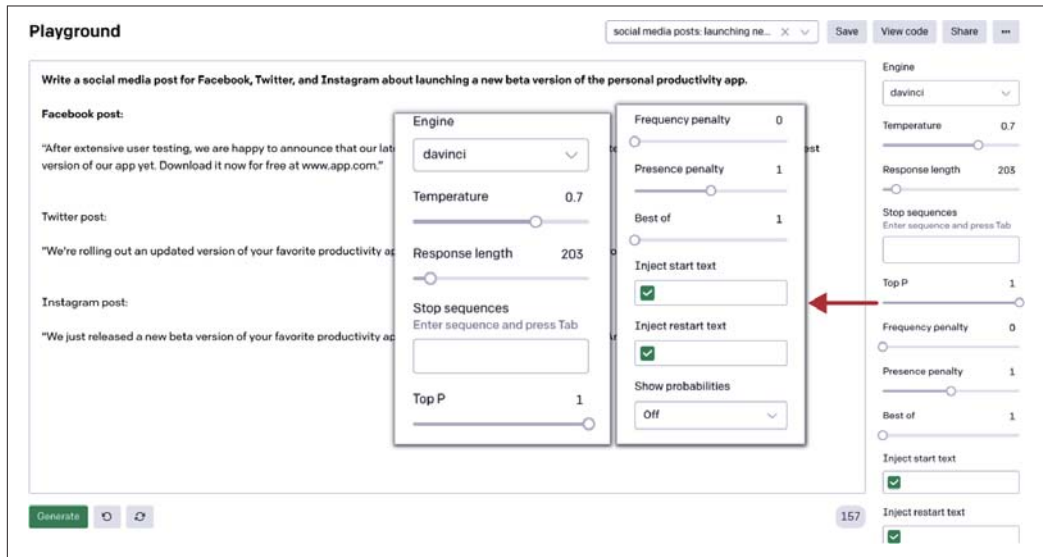 Playground
social media posts: launching ne...
Save
View code
Share
Write a social media post for Facebook, Twitter, and Instagram about launching a new beta version of the personal productivity app.
Facebook post:
"After extensive user testing, we are happy to announce that our
version of our app yet. Download it now for free at www.app.com."
Twitter post:
"We're rolling out an updated version of your favorite productivity
Instagram post:
"We just released a new beta version of your favorite productivity
Engine
davinci
Temperature 0.7
Response length 203
Stop sequences
Enter sequence and press Tab
Top P 1
Frequency penalty 0
Presence penalty 1
Best of 1
Inject start text
Inject restart text
Show probabilities
Off
Engine
davinci
Temperature 0.7
Response length 203
Stop sequences
Enter sequence and press Tab
Top P 1
Frequency penalty 0
Presence penalty 1
Best of 1
Inject start text
Inject restart text
Generate
157